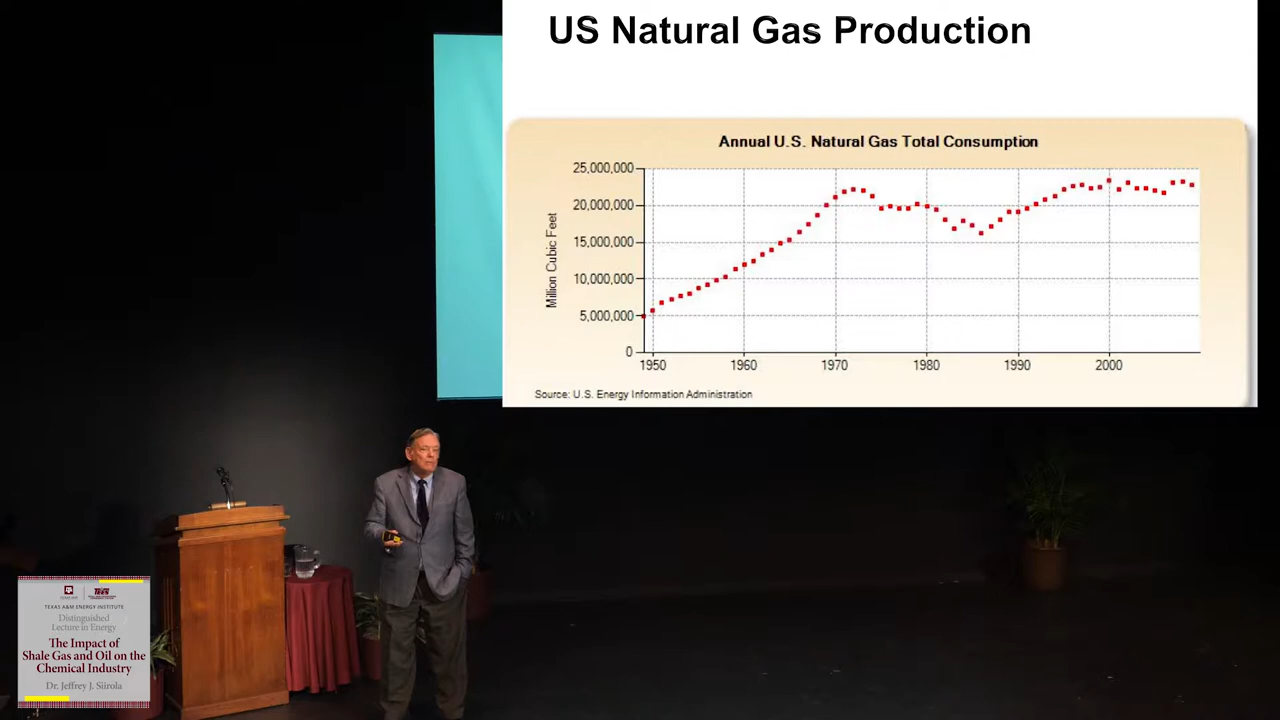 US Natural Gas Production
Annual U.S. Natural Gas Total Consumption
25,000,000
20,000,000
15,000,000
10,000,000
5,000,000
0
Million Cubic Feet
1950 1960 1970 1980 1990 2000
Source: U.S. Energy Information Administration
TEXAS A&M ENERGY INSTITUTE
Distinguished
Lecture in Energy
The Impact of
Shale Gas and Oil on the
Chemical Industry
Dr. Jeffrey J. Siirola